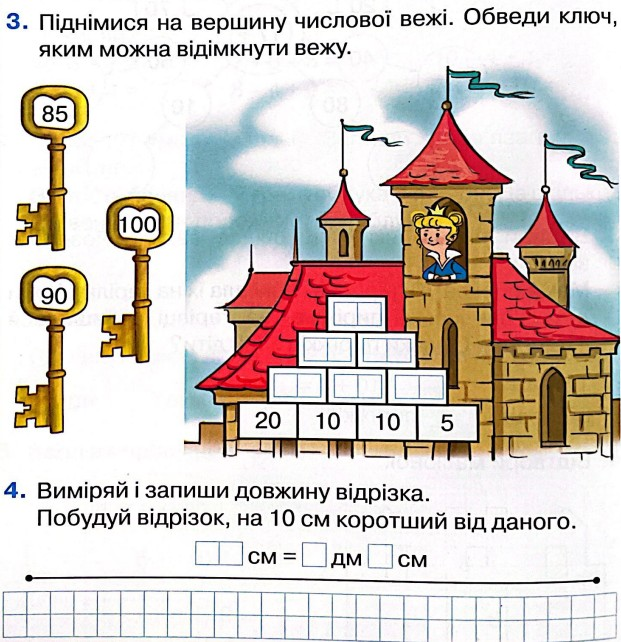 3. Піднімися на вершину числової вежі. Обведи ключ,
яким можна відімкнути вежу.
85
100
90
20 10 10 5
4. Виміряй і запиши довжину відрізка.
Побудуй відрізок, на 10 см коротший від даного.
см = дм см